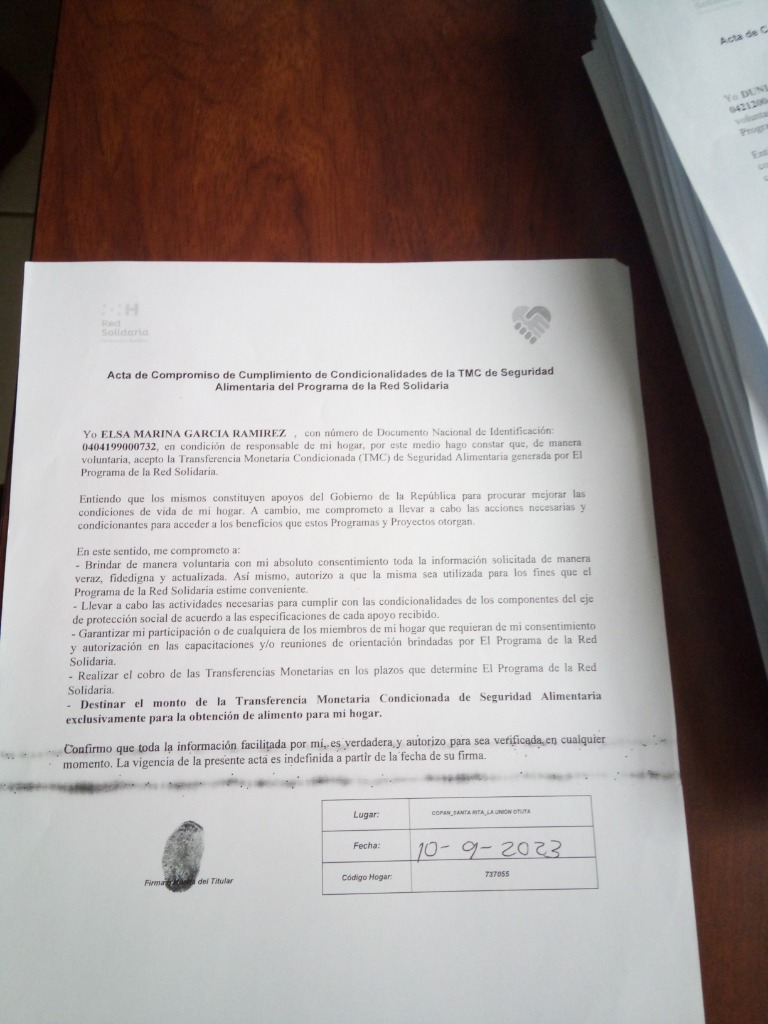 Red
Solidaria
Acta de Compromiso de Cumplimiento de Condicionalidades de la TMC de Seguridad
Alimentaria del Programa de la Red Solidaria
Yo ELSA MARINA GARCIA RAMIREZ , con número de Documento Nacional de Identificación:
0404199000732, en condición de responsable de mi hogar, por este medio hago constar que, de manera
voluntaria, acepto la Transferencia Monetaria Condicionada (TMC) de Seguridad Alimentaria generada por El
Programa de la Red Solidaria.
Entiendo que los mismos constituyen apoyos del Gobierno de la República para procurar mejorar las
condiciones de vida de mi hogar. A cambio, me comprometo a llevar a cabo las acciones necesarias y
condicionantes para acceder a los beneficios que estos Programas y Proyectos otorgan.
En este sentido, me comprometo a:
- Brindar de manera voluntaria con mi absoluto consentimiento toda la información solicitada de manera
veraz, fidedigna y actualizada. Así mismo, autorizo a que la misma sea utilizada para los fines que el
Programa de la Red Solidaria estime conveniente.
- Llevar a cabo las actividades necesarias para cumplir con las condicionalidades de los componentes del eje
de protección social de acuerdo a las especificaciones de cada apoyo recibido.
- Garantizar mi participación o de cualquiera de los miembros de mi hogar que requieran de mi consentimiento
y autorización en las capacitaciones y/o reuniones de orientación brindadas por El Programa de la Red
Solidaria.
- Realizar el cobro de las Transferencias Monetarias en los plazos que determine El Programa de la Red
Solidaria.
- Destinar el monto de la Transferencia Monetaria Condicionada de Seguridad Alimentaria
exclusivamente para la obtención de alimento para mi hogar.
Confirmo que toda la información facilitada por mí, es verdadera y autorizo para sea verificada en cualquier
momento. La vigencia de la presente acta es indefinida a partir de la fecha de su firma.
Lugar: COPAN_SANTA RITA_LA UNION OTUTA
Fecha: 10-9-2023
Código Hogar: 737055
Firma del Titular
Acta de C
Yo DUNI
0421200
volunta
Progra